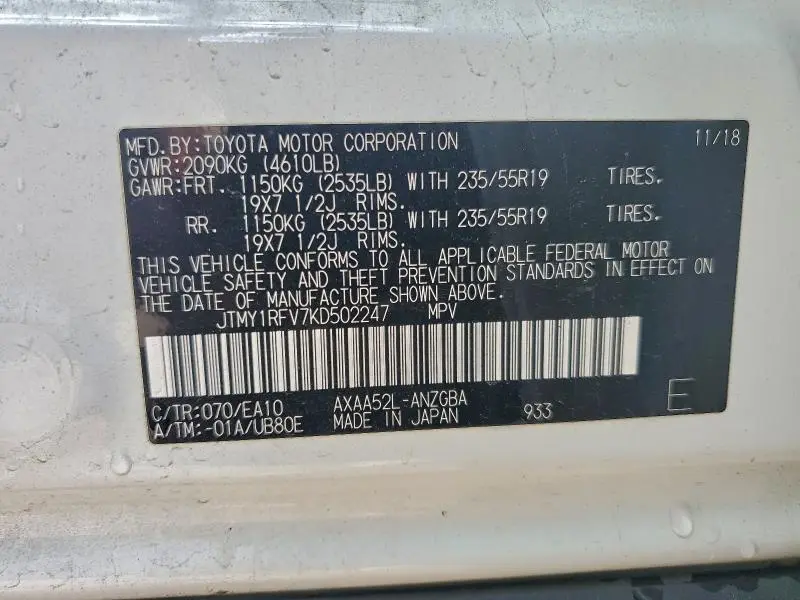 MFD.BY:TOYOTA MOTOR CORPORATION 11/18
GVWR:2090KG (4610LB)
GAWR:FRT. 1150KG (2535LB) WITH 235/55R19 TIRES.
19X7 1/2J RIMS.
RR. 1150KG (2535LB) WITH 235/55R19 TIRES.
19X7 1/2J RIMS.
THIS VEHICLE CONFORMS TO ALL APPLICABLE FEDERAL MOTOR
VEHICLE SAFETY AND THEFT PREVENTION STANDARDS IN EFFECT ON
THE DATE OF MANUFACTURE SHOWN ABOVE.
JTMY1RFV7KD502247 MPV
C/TR:070/EA10 AXAA52L-ANZGBA
A/TM:-01A/UB80E MADE IN JAPAN 933 E